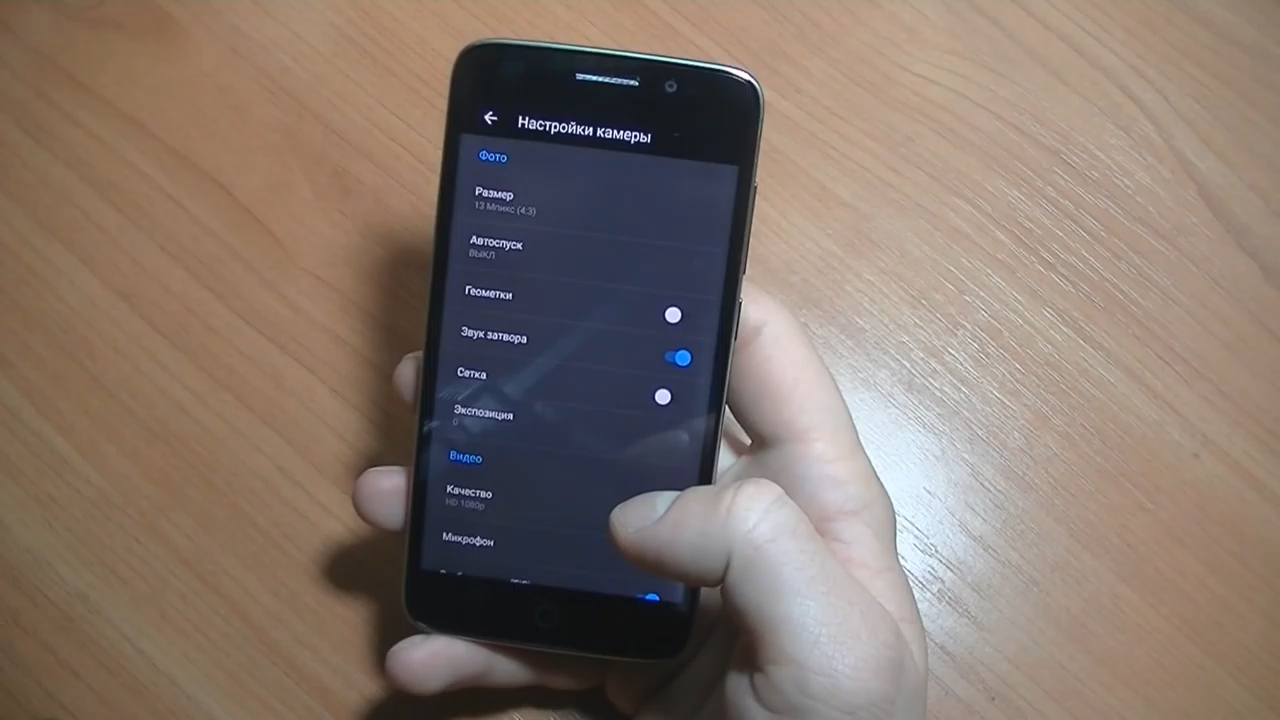 Настройки камеры
Фото
Размер
13 Мпикс (4:3)
Автоспуск
ВЫКЛ
Геометки
Звук затвора
Сетка
Экспозиция
0
Видео
Качество
HD 1080p
Микрофон